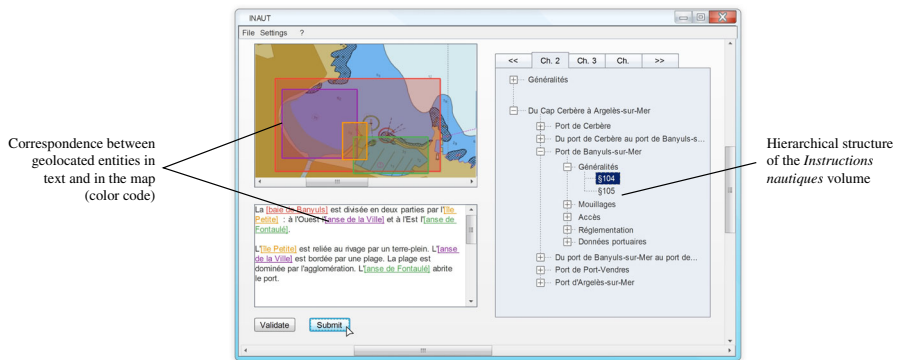 INAUT
File Settings ?
<< Ch. 2 Ch. 3 Ch. >>
Généralités
Du Cap Cerbère à Argelès-sur-Mer
Port de Cerbère
Du Port de Cerbère au port de Banyuls-s...
Port de Banyuls-sur-Mer
Généralités
§104
§105
Mouillages
Accès
Réglementation
Données portuaires
Du port de Banyuls-sur-Mer au port de...
Port de Port-Vendres
Port d'Argelès-sur-Mer
La [baie de Banyuls] est divisée en deux parties par l'[île
Petite] : à l'Ouest l'[anse de la Ville] et à l'Est l'[anse de
Fontaulé].
L'[île Petite] est reliée au rivage par un terre-plein. L'[anse
de la Ville] est bordée par une plage. La plage est
dominée par l'agglomération. L'[anse de Fontaulé] abrite
le port.
Validate Submit
Correspondence between
geolocated entities in
text and in the map
(color code)
Hierarchical structure
of the Instructions
nautiques volume